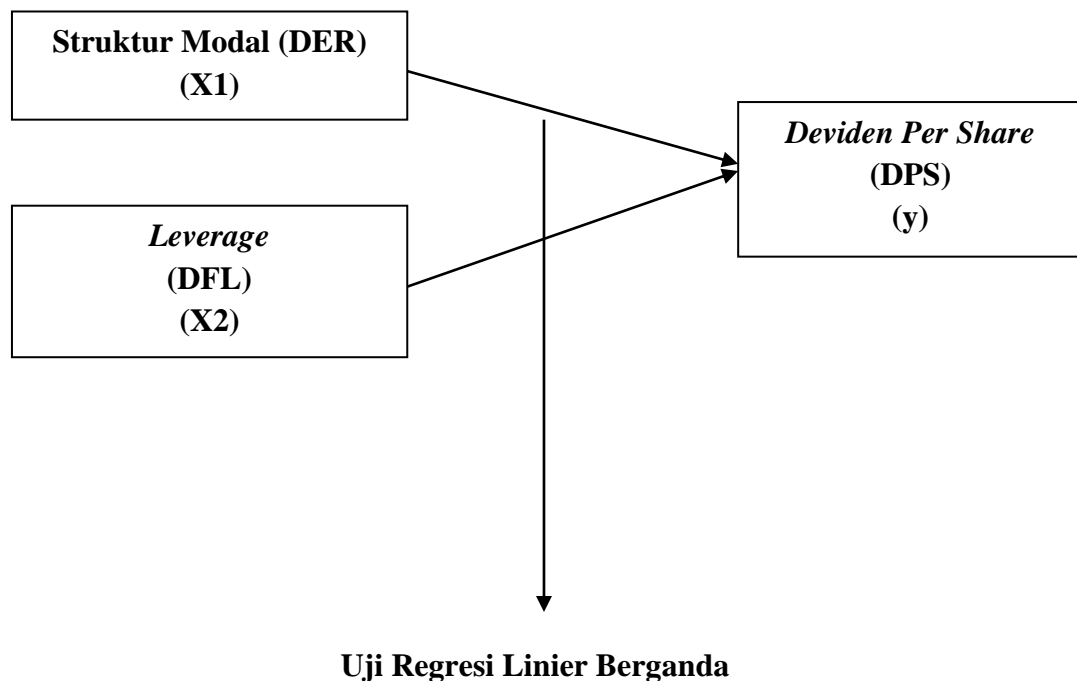 Struktur Modal (DER)
(X1)
Deviden Per Share
(DPS)
(y)
Leverage
(DFL)
(X2)
Uji Regresi Linier Berganda